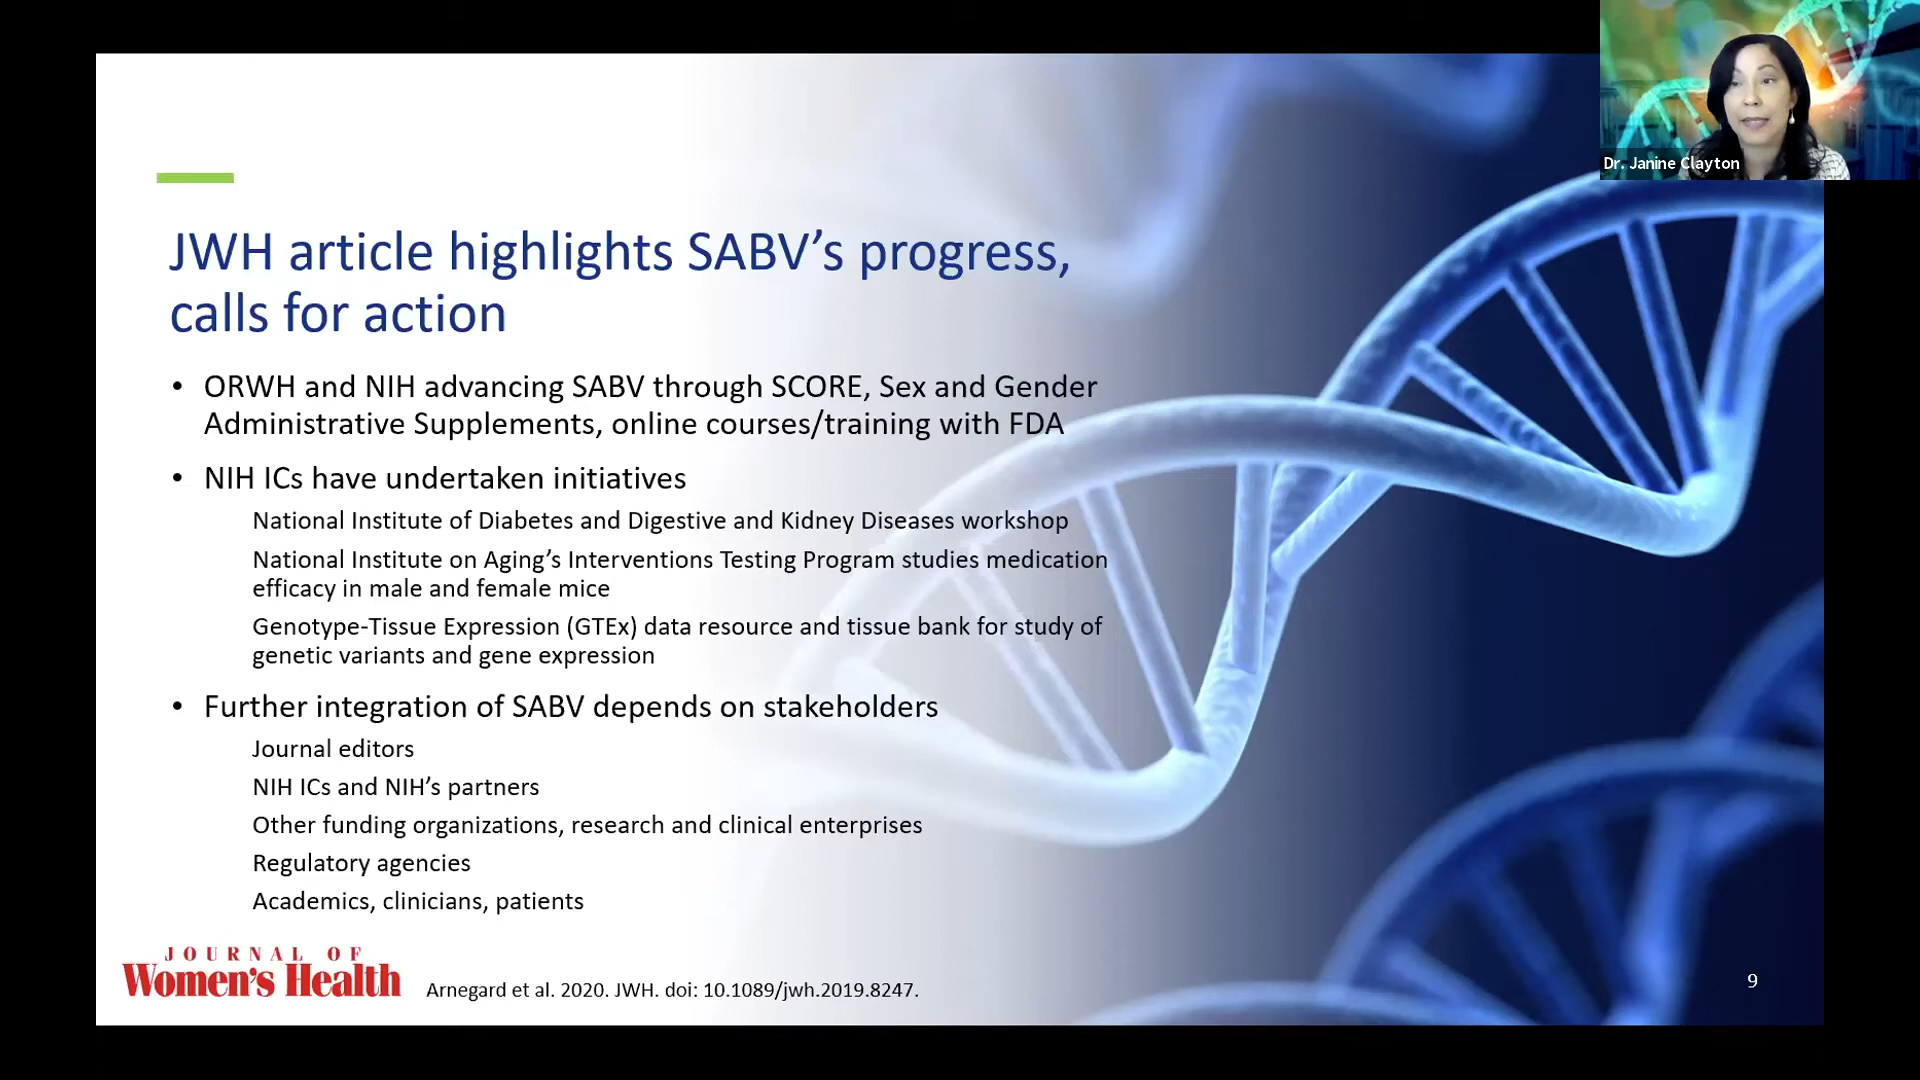 Dr. Janine Clayton
JWH article highlights SABV’s progress,
calls for action
• ORWH and NIH advancing SABV through SCORE, Sex and Gender
Administrative Supplements, online courses/training with FDA
• NIH ICs have undertaken initiatives
National Institute of Diabetes and Digestive and Kidney Diseases workshop
National Institute on Aging’s Interventions Testing Program studies medication
efficacy in male and female mice
Genotype-Tissue Expression (GTEx) data resource and tissue bank for study of
genetic variants and gene expression
• Further integration of SABV depends on stakeholders
Journal editors
NIH ICs and NIH’s partners
Other funding organizations, research and clinical enterprises
Regulatory agencies
Academics, clinicians, patients
JOURNAL OF
Women's Health
Arnegard et al. 2020. JWH. doi: 10.1089/jwh.2019.8247.
9